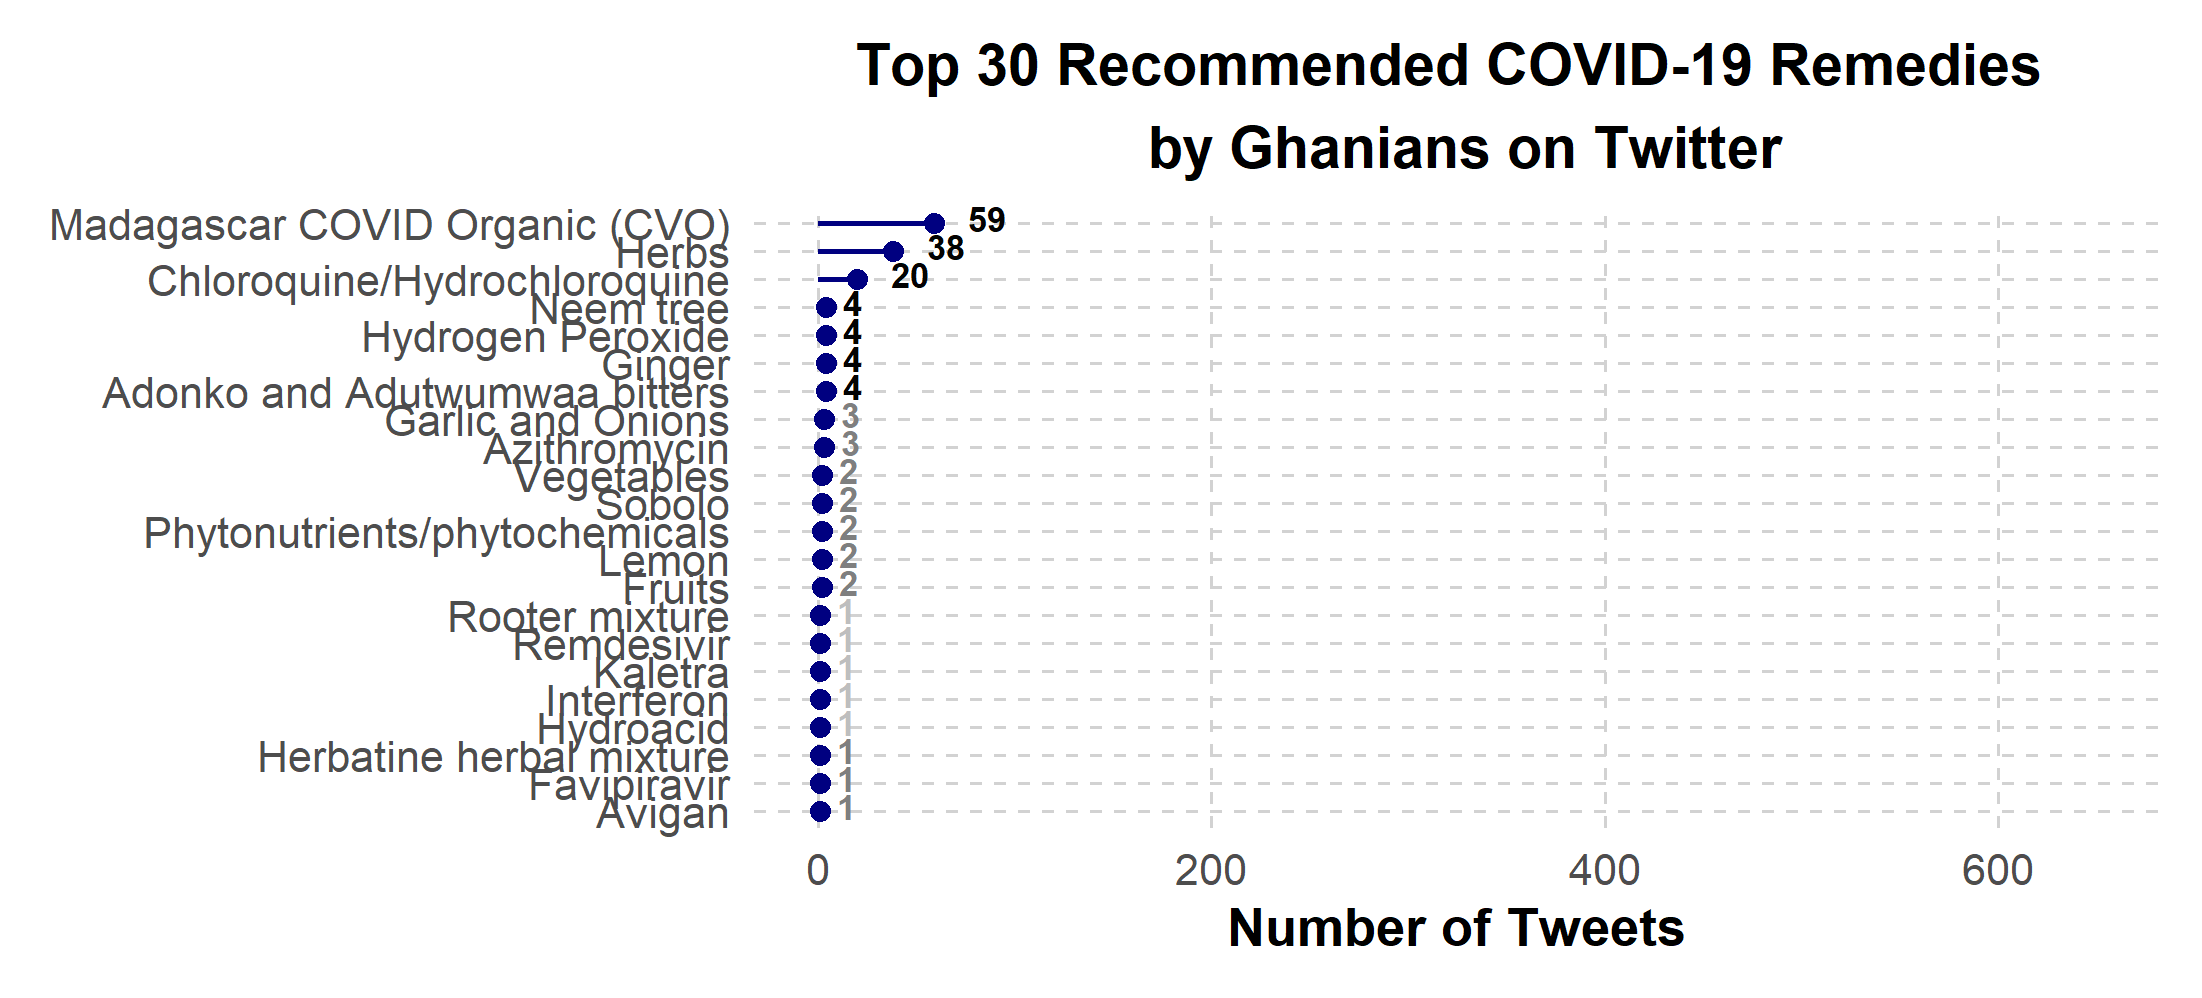 Top 30 Recommended COVID-19 Remedies
by Ghanians on Twitter
Madagascar COVID Organic (CVO) 59
Herbs 38
Chloroquine/Hydrochloroquine 20
Neem tree 4
Hydrogen Peroxide 4
Ginger 4
Adonko and Adutwumwaa bitters 4
Garlic and Onions 3
Azithromycin 3
Vegetables 2
Sobolo 2
Phytonutrients/phytochemicals 2
Lemon 2
Fruits 2
Rooter mixture 1
Remdesivir 1
Kaletra 1
Interferon 1
Hydroacid 1
Herbatine herbal mixture 1
Favipiravir 1
Avigan 1
0 200 400 600
Number of Tweets